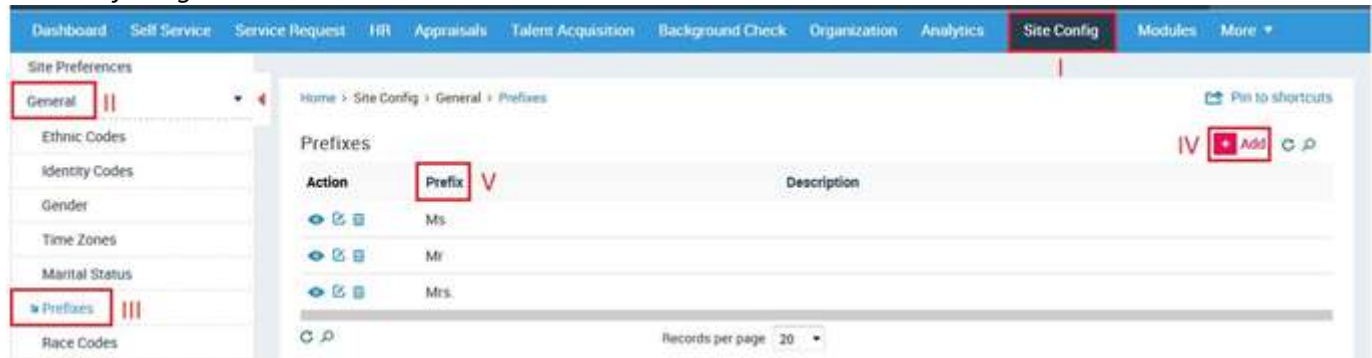 Dashboard Self Service Service Request HR Appraisals Talent Acquisition Background Check Organization Analytics Site Config Modules More
I
Site Preferences
General II
Home > Site Config > General > Prefixes
Pin to shortcuts
Ethnic Codes
Prefixes
IV + Add
Identity Codes
Action Prefix V Description
Gender
Ms
Time Zones
Mr
Marital Status
Mrs.
Prefixes III
Race Codes
Records per page 20